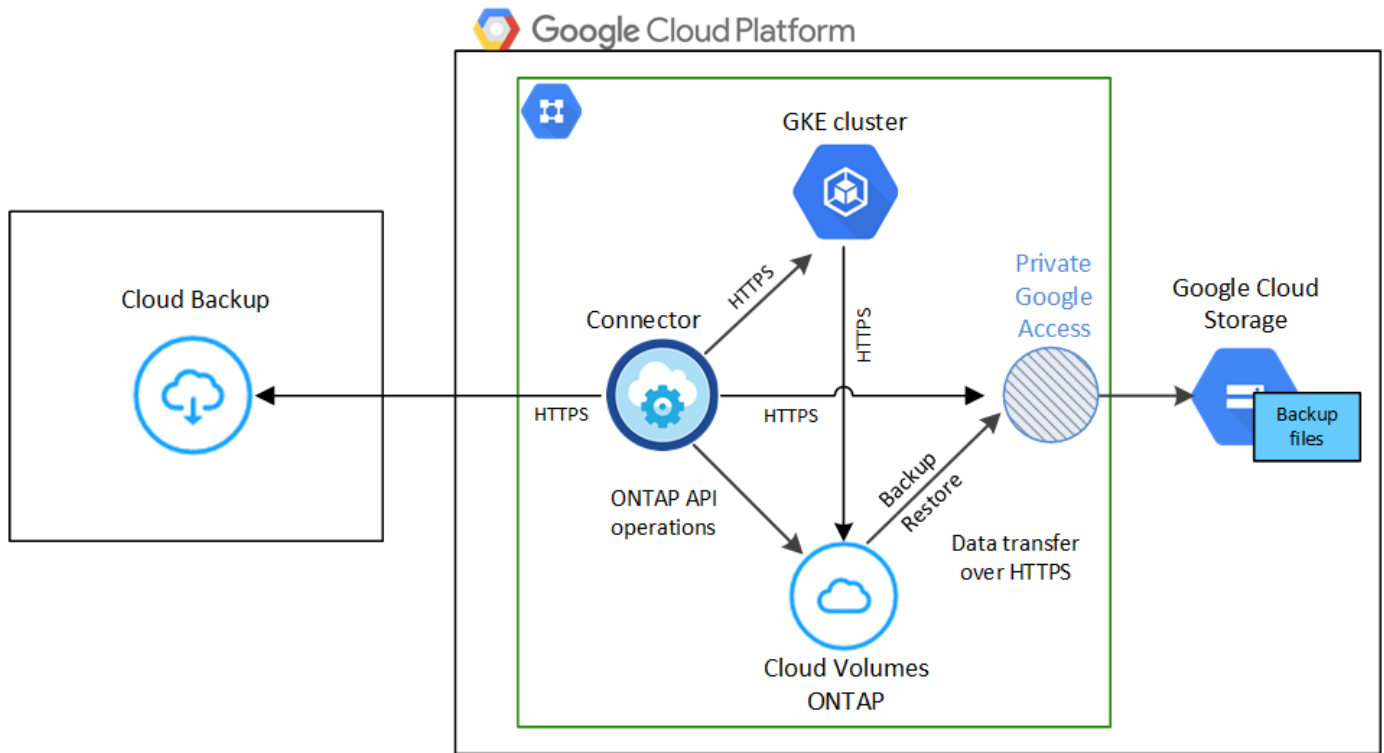 Google Cloud Platform
GKE cluster
Private
Google
Access
Google Cloud
Storage
Cloud Backup
Connector
HTTPS
HTTPS
HTTPS
HTTPS
Backup
files
ONTAP API
operations
Backup
Restore
Data transfer
over HTTPS
Cloud Volumes
ONTAP